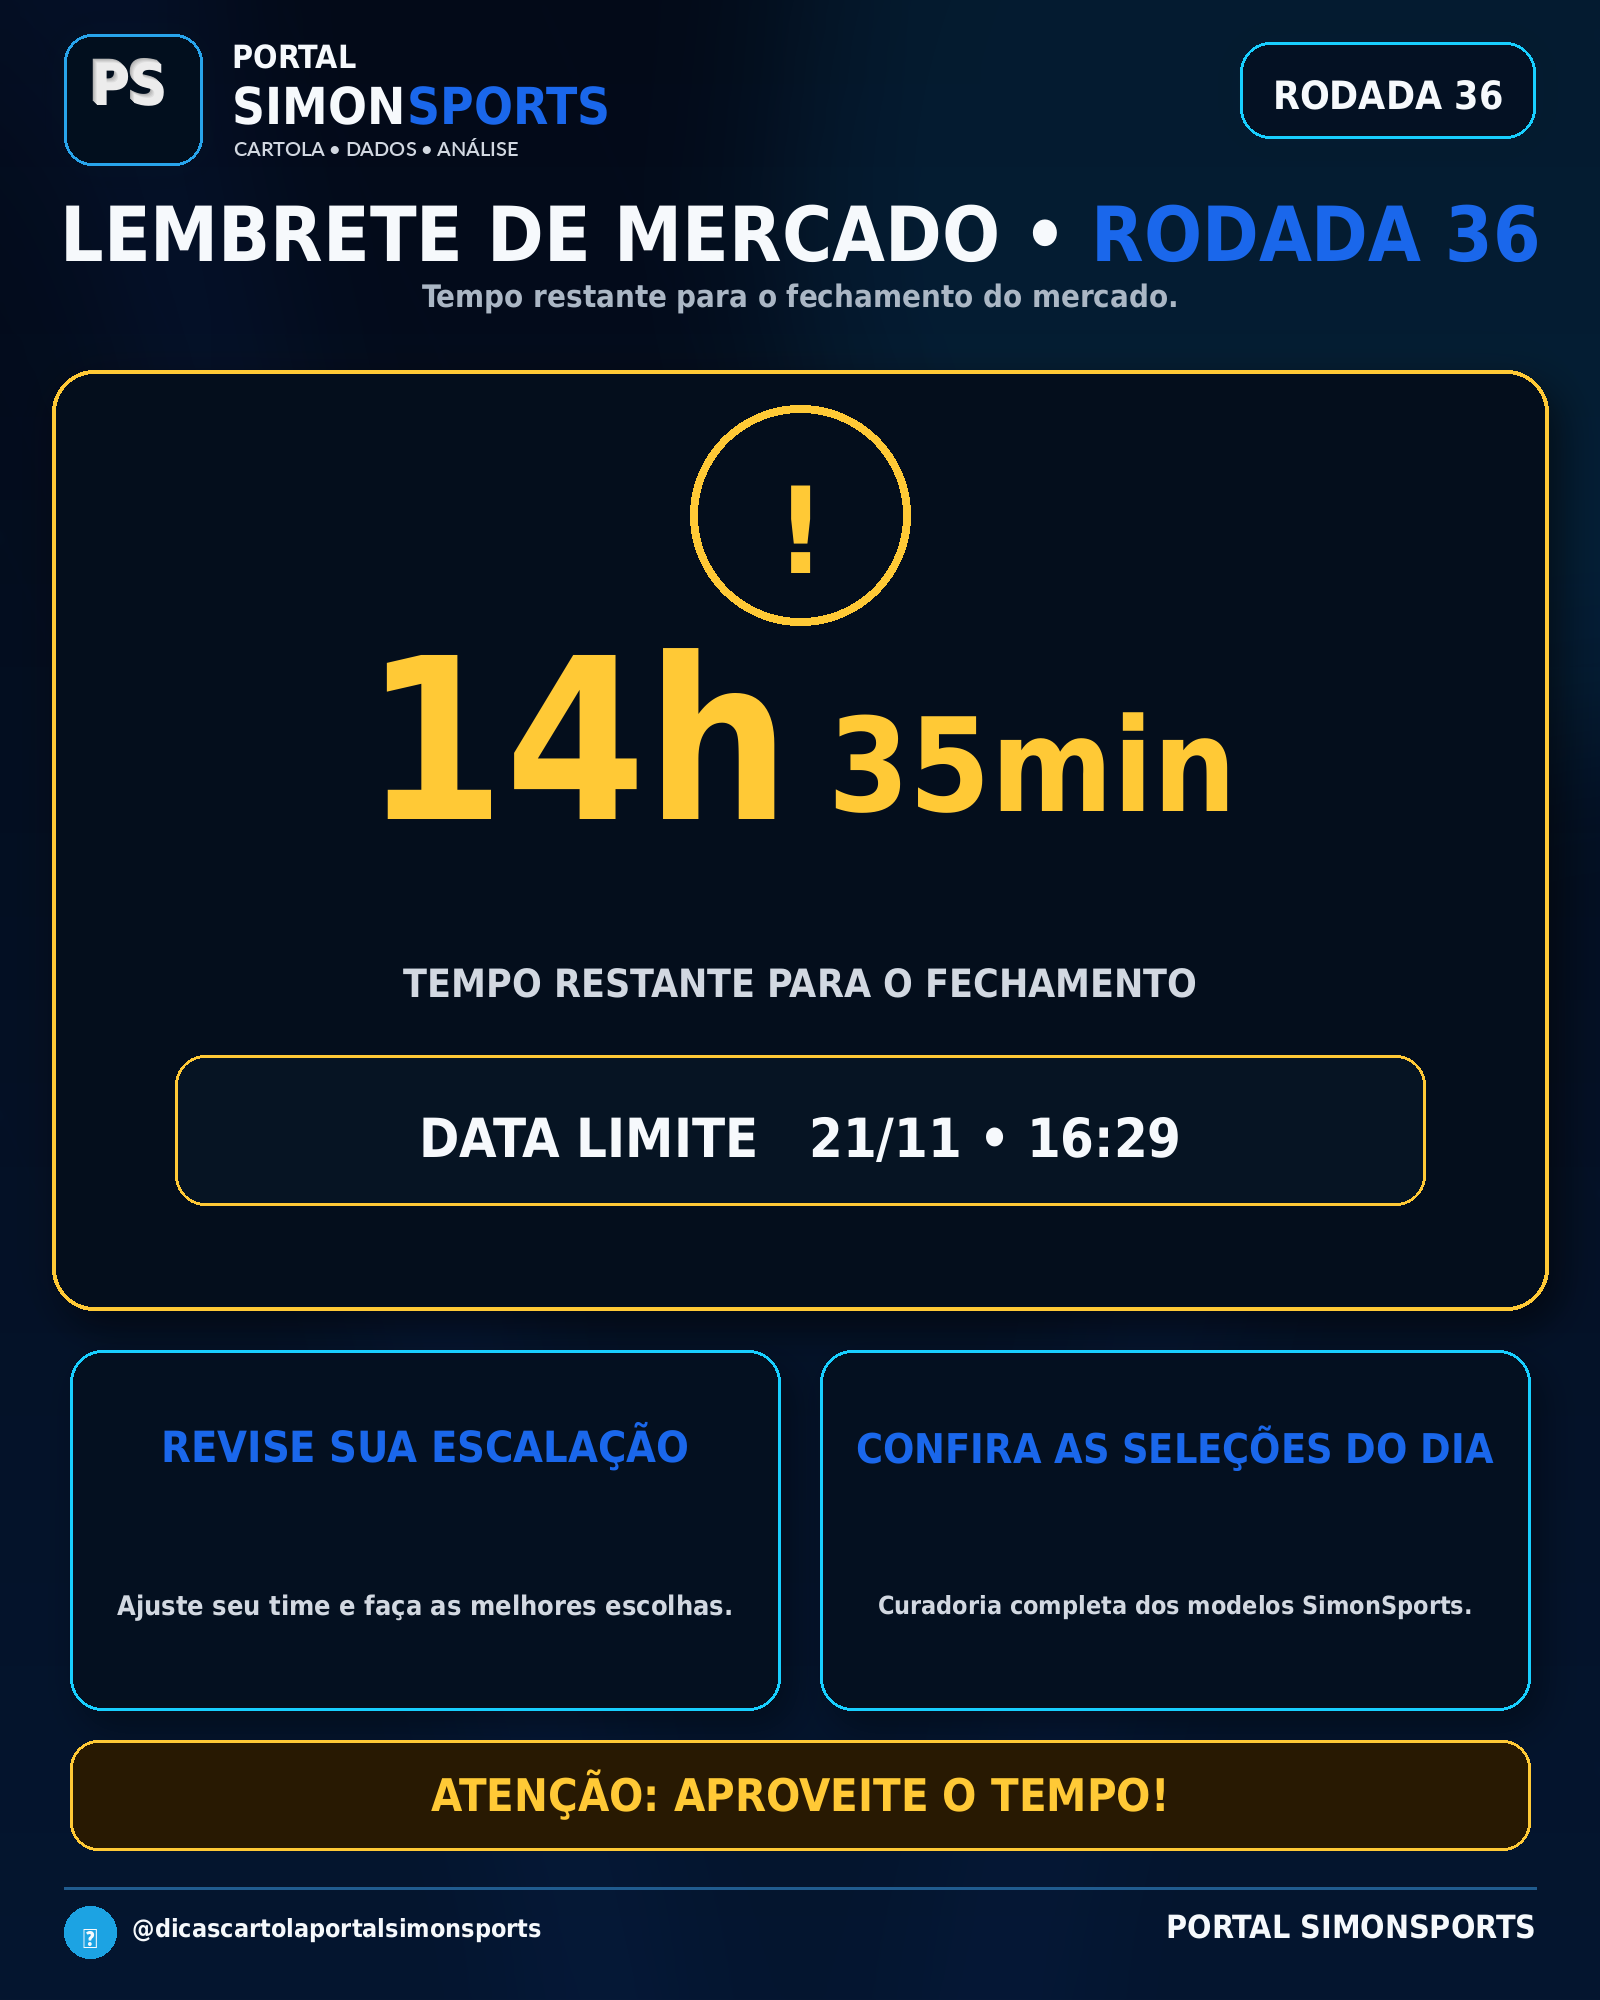 PS
PORTAL
SIMONSPORTS
CARTOLA • DADOS • ANÁLISE
RODADA 36
LEMBRETE DE MERCADO • RODADA 36
Tempo restante para o fechamento do mercado.
!
14h 35min
TEMPO RESTANTE PARA O FECHAMENTO
DATA LIMITE 21/11 • 16:29
REVISE SUA ESCALAÇÃO
Ajuste seu time e faça as melhores escolhas.
CONFIRA AS SELEÇÕES DO DIA
Curadoria completa dos modelos SimonSports.
ATENÇÃO: APROVEITE O TEMPO!
@dicascartolaportalsimonsports
PORTAL SIMONSPORTS